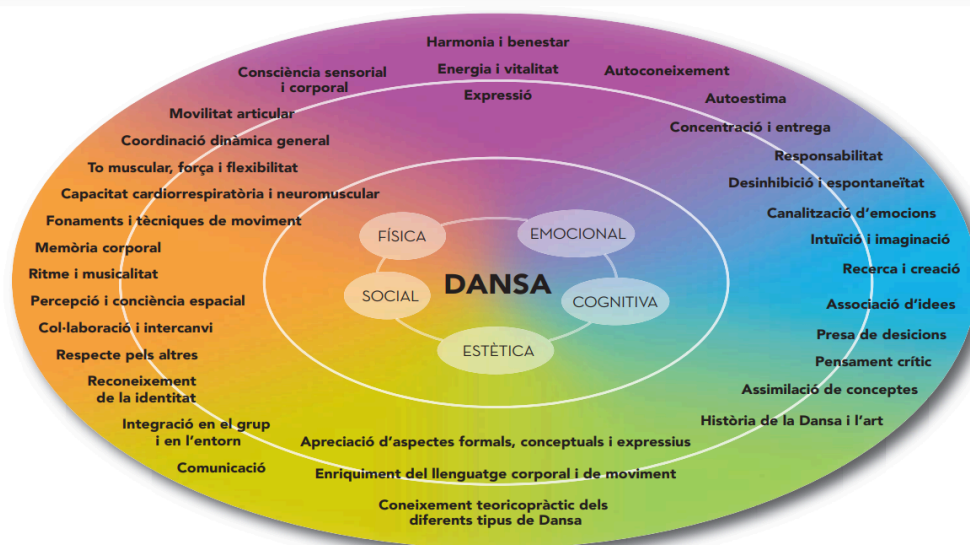 Harmonia i benestar
Energia i vitalitat
Expressió
Consciència sensorial
i corporal
Movilitat articular
Coordinació dinàmica general
To muscular, força i flexibilitat
Capacitat cardiorrespiratòria i neuromuscular
Fonaments i tècniques de moviment
Memòria corporal
Ritme i musicalitat
Percepció i conciència espacial
Col·laboració i intercanvi
Respecte pels altres
Reconeixement
de la identitat
Integració en el grup
i en l’entorn
Comunicació
Autoconeixement
Autoestima
Concentració i entrega
Responsabilitat
Desinhibició i espontaneïtat
Canalització d’emocions
Intuïció i imaginació
Recerca i creació
Associació d’idees
Presa de desicions
Pensament crític
Assimilació de conceptes
Història de la Dansa i l’art
FÍSICA
EMOCIONAL
SOCIAL
DANSA
COGNITIVA
ESTÈTICA
Apreciació d’aspectes formals, conceptuals i expressius
Enriquiment del llenguatge corporal i de moviment
Coneixement teoricopràctic dels
diferents tipus de Dansa